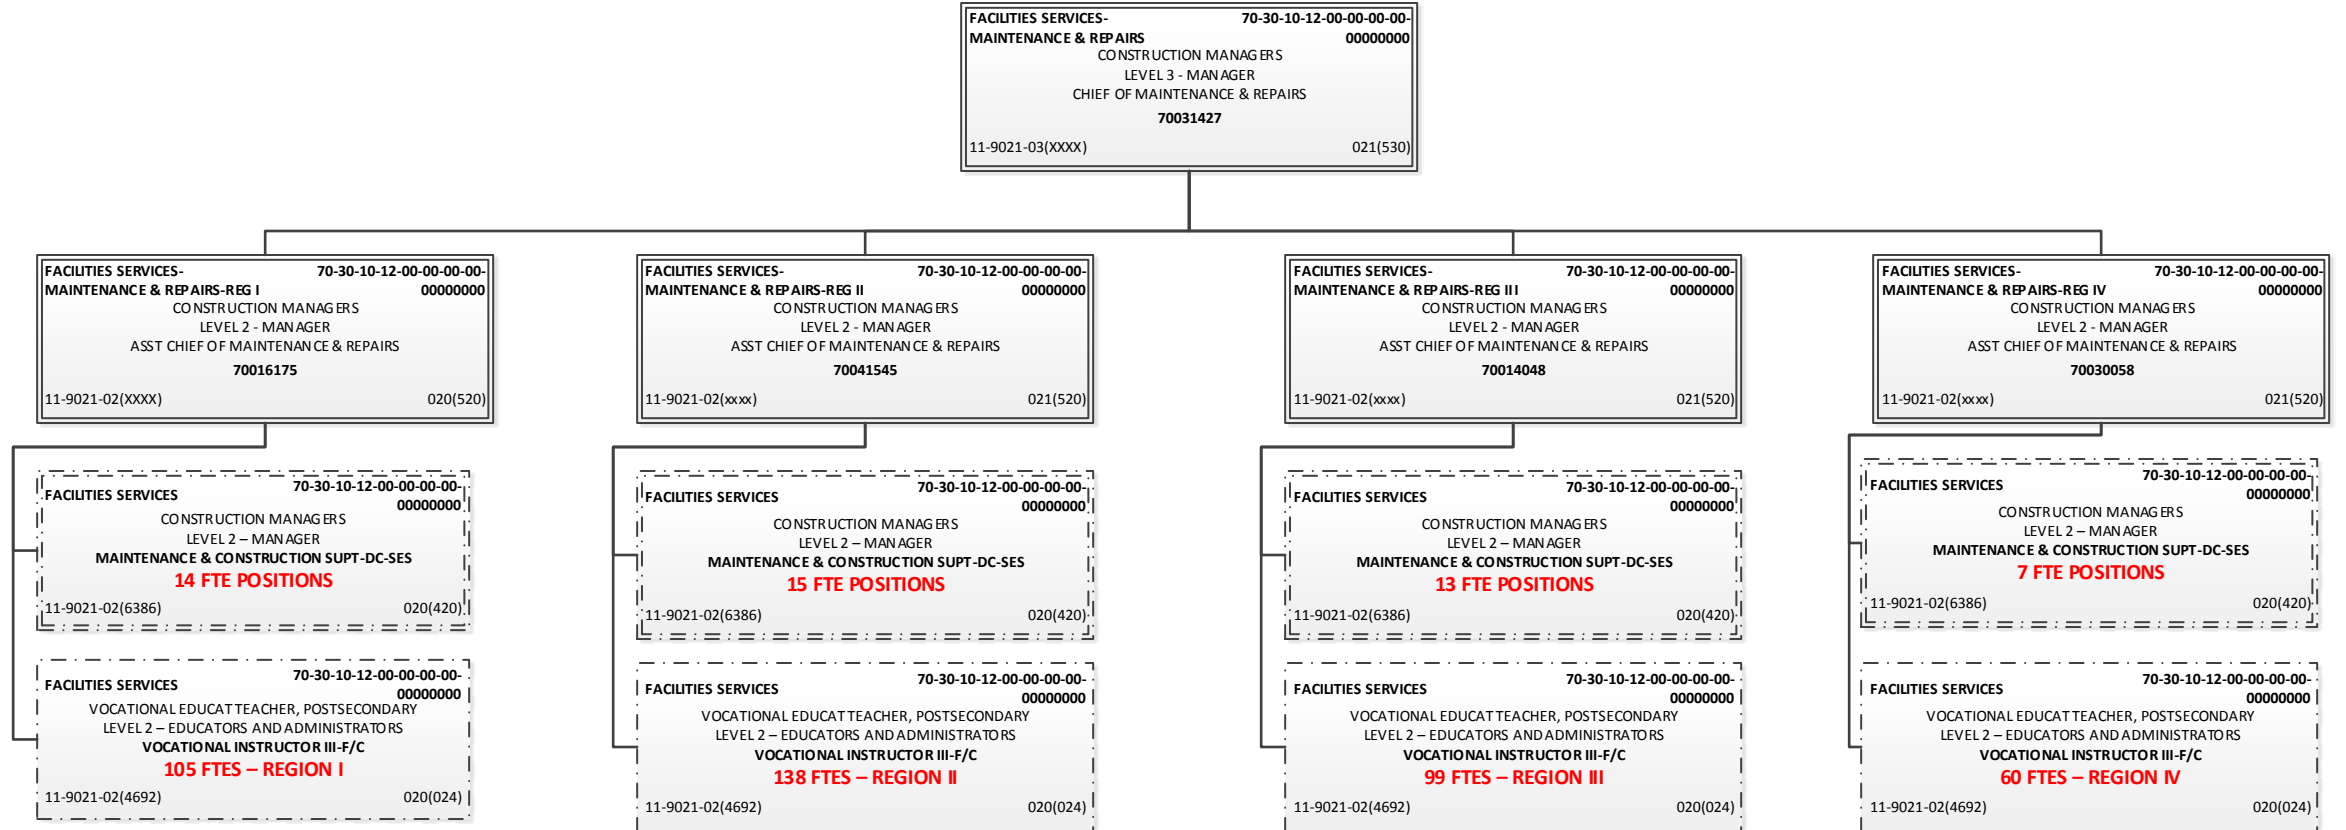 FACILITIES SERVICES- 70-30-10-12-00-00-00-00-
MAINTENANCE & REPAIRS 00000000
CONSTRUCTION MANAGERS
LEVEL 3 - MANAGER
CHIEF OF MAINTENANCE & REPAIRS
70031427
11-9021-03(XXXX) 021(530)
FACILITIES SERVICES- 70-30-10-12-00-00-00-00-
MAINTENANCE & REPAIRS-REG I 00000000
CONSTRUCTION MANAGERS
LEVEL 2 - MANAGER
ASST CHIEF OF MAINTENANCE & REPAIRS
70016175
11-9021-02(XXXX) 020(520)
FACILITIES SERVICES- 70-30-10-12-00-00-00-00-
MAINTENANCE & REPAIRS-REG II 00000000
CONSTRUCTION MANAGERS
LEVEL 2 - MANAGER
ASST CHIEF OF MAINTENANCE & REPAIRS
70041545
11-9021-02(xxxx) 021(520)
FACILITIES SERVICES- 70-30-10-12-00-00-00-00-
MAINTENANCE & REPAIRS-REG III 00000000
CONSTRUCTION MANAGERS
LEVEL 2 - MANAGER
ASST CHIEF OF MAINTENANCE & REPAIRS
70014048
11-9021-02(xxxx) 021(520)
FACILITIES SERVICES- 70-30-10-12-00-00-00-00-
MAINTENANCE & REPAIRS-REG IV 00000000
CONSTRUCTION MANAGERS
LEVEL 2 - MANAGER
ASST CHIEF OF MAINTENANCE & REPAIRS
70030058
11-9021-02(xxxx) 021(520)
FACILITIES SERVICES 70-30-10-12-00-00-00-00-
00000000
CONSTRUCTION MANAGERS
LEVEL 2 – MANAGER
MAINTENANCE & CONSTRUCTION SUPT-DC-SES
14 FTE POSITIONS
11-9021-02(6386) 020(420)
FACILITIES SERVICES 70-30-10-12-00-00-00-00-
00000000
CONSTRUCTION MANAGERS
LEVEL 2 – MANAGER
MAINTENANCE & CONSTRUCTION SUPT-DC-SES
15 FTE POSITIONS
11-9021-02(6386) 020(420)
FACILITIES SERVICES 70-30-10-12-00-00-00-00-
00000000
CONSTRUCTION MANAGERS
LEVEL 2 – MANAGER
MAINTENANCE & CONSTRUCTION SUPT-DC-SES
13 FTE POSITIONS
11-9021-02(6386) 020(420)
FACILITIES SERVICES 70-30-10-12-00-00-00-00-
00000000
CONSTRUCTION MANAGERS
LEVEL 2 – MANAGER
MAINTENANCE & CONSTRUCTION SUPT-DC-SES
7 FTE POSITIONS
11-9021-02(6386) 020(420)
FACILITIES SERVICES 70-30-10-12-00-00-00-00-
00000000
VOCATIONAL EDUCAT TEACHER, POSTSECONDARY
LEVEL 2 – EDUCATORS AND ADMINISTRATORS
VOCATIONAL INSTRUCTOR III-F/C
105 FTES – REGION I
11-9021-02(4692) 020(024)
FACILITIES SERVICES 70-30-10-12-00-00-00-00-
00000000
VOCATIONAL EDUCAT TEACHER, POSTSECONDARY
LEVEL 2 – EDUCATORS AND ADMINISTRATORS
VOCATIONAL INSTRUCTOR III-F/C
138 FTES – REGION II
11-9021-02(4692) 020(024)
FACILITIES SERVICES 70-30-10-12-00-00-00-00-
00000000
VOCATIONAL EDUCAT TEACHER, POSTSECONDARY
LEVEL 2 – EDUCATORS AND ADMINISTRATORS
VOCATIONAL INSTRUCTOR III-F/C
99 FTES – REGION III
11-9021-02(4692) 020(024)
FACILITIES SERVICES 70-30-10-12-00-00-00-00-
00000000
VOCATIONAL EDUCAT TEACHER, POSTSECONDARY
LEVEL 2 – EDUCATORS AND ADMINISTRATORS
VOCATIONAL INSTRUCTOR III-F/C
60 FTES – REGION IV
11-9021-02(4692) 020(024)